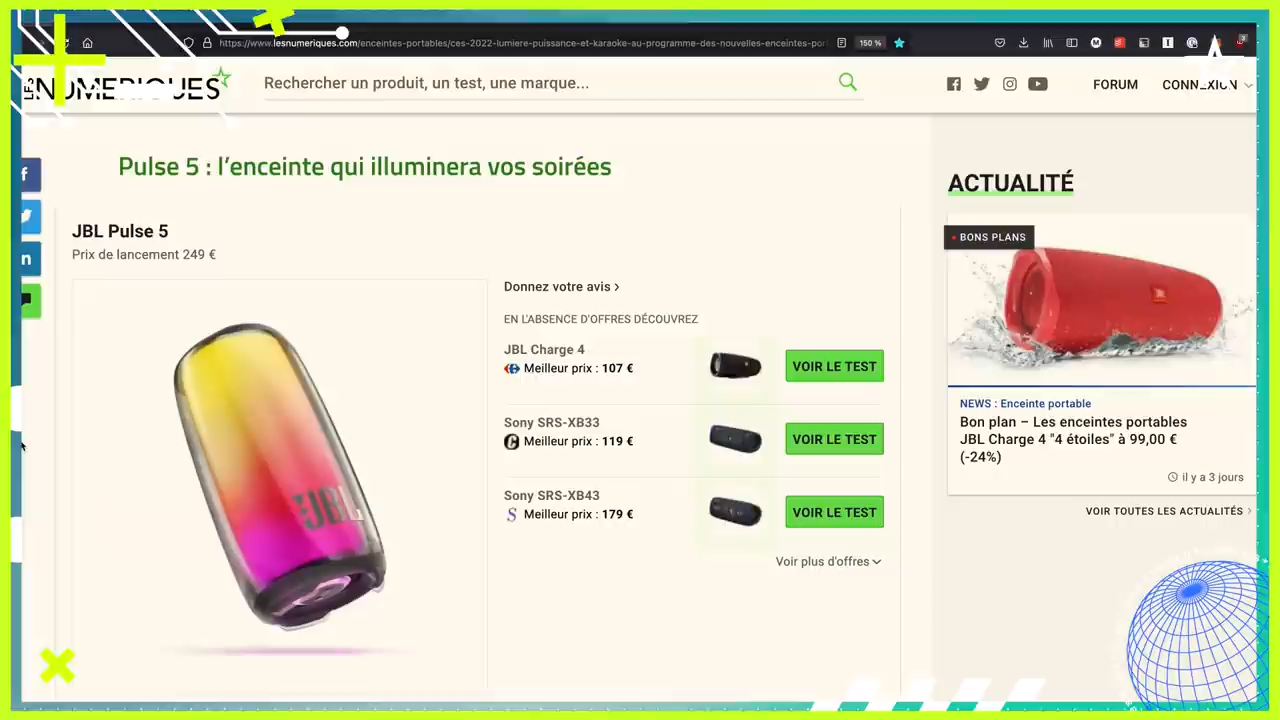 https://www.lesnumeriques.com/enceintes-portables/ces-2022-lumiere-puissance-et-karaoke-au-programme-des-nouvelles-enceintes-por
150 %
3
LES NUMERIQUES
Rechercher un produit, un test, une marque...
FORUM
CONNEXION
Pulse 5 : l'enceinte qui illuminera vos soirées
JBL Pulse 5
Prix de lancement 249 €
JBL
Donnez votre avis ›
EN L'ABSENCE D'OFFRES DÉCOUVREZ
JBL Charge 4
Meilleur prix : 107 €
VOIR LE TEST
Sony SRS-XB33
Meilleur prix : 119 €
VOIR LE TEST
Sony SRS-XB43
Meilleur prix : 179 €
VOIR LE TEST
Voir plus d'offres
ACTUALITÉ
BONS PLANS
NEWS : Enceinte portable
Bon plan – Les enceintes portables
JBL Charge 4 "4 étoiles" à 99,00 €
(-24%)
il y a 3 jours
VOIR TOUTES LES ACTUALITÉS ›